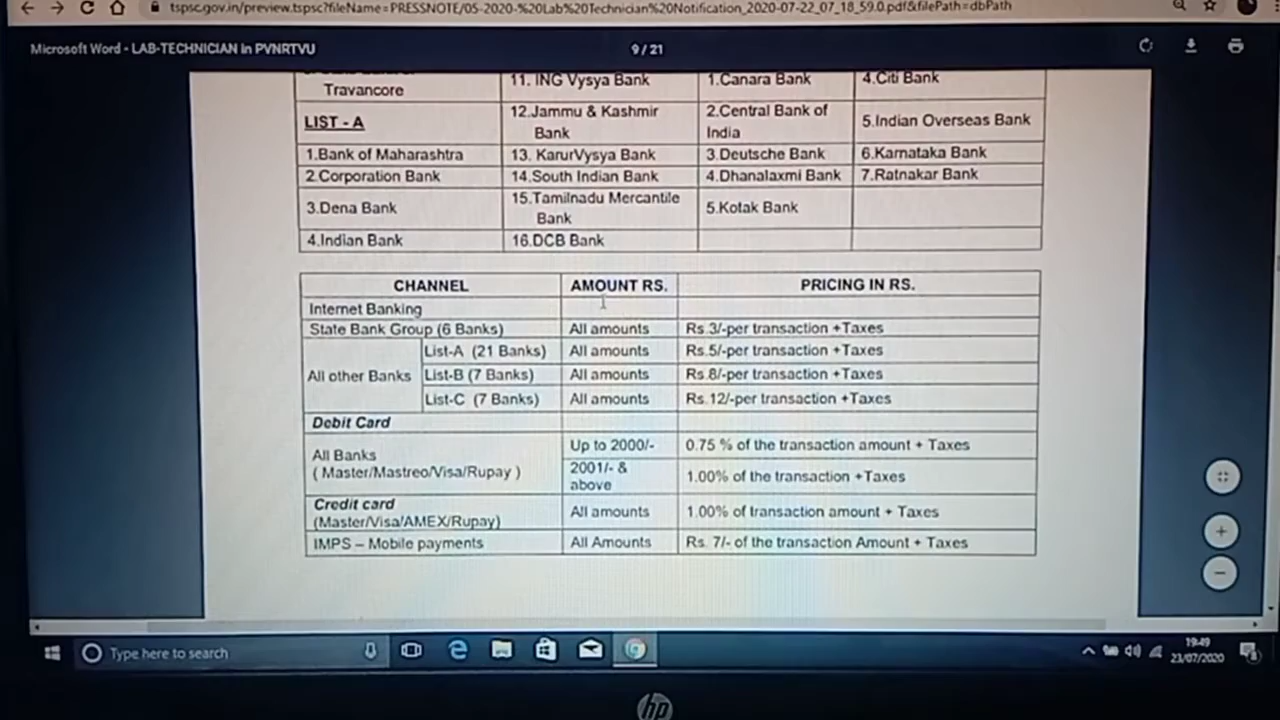 tspsc.gov.in/preview.tspsc?fileName=PRESSNOTE/05-2020-%20Lab%20Technician%20Notification_2020-07-22_07_18_59.0.pdf&filePath=dbPath
Microsoft Word - LAB-TECHNICIAN in PVNRTVU
9 / 21
Travancore
11. ING Vysya Bank
1.Canara Bank
4.Citi Bank
LIST - A
12.Jammu & Kashmir
Bank
2.Central Bank of
India
5.Indian Overseas Bank
1.Bank of Maharashtra
13. KarurVysya Bank
3.Deutsche Bank
6.Karnataka Bank
2.Corporation Bank
14.South Indian Bank
4.Dhanalaxmi Bank
7.Ratnakar Bank
3.Dena Bank
15.Tamilnadu Mercantile
Bank
5.Kotak Bank
4.Indian Bank
16.DCB Bank
CHANNEL
AMOUNT RS.
PRICING IN RS.
Internet Banking
State Bank Group (6 Banks)
All amounts
Rs.3/-per transaction +Taxes
All other Banks
List-A (21 Banks)
All amounts
Rs.5/-per transaction +Taxes
List-B (7 Banks)
All amounts
Rs.8/-per transaction +Taxes
List-C (7 Banks)
All amounts
Rs.12/-per transaction +Taxes
Debit Card
All Banks
( Master/Mastreo/Visa/Rupay )
Up to 2000/-
0.75 % of the transaction amount + Taxes
2001/- &
above
1.00% of the transaction +Taxes
Credit card
(Master/Visa/AMEX/Rupay)
All amounts
1.00% of transaction amount + Taxes
IMPS – Mobile payments
All Amounts
Rs. 7/- of the transaction Amount + Taxes
Type here to search
19:49
23/07/2020
hp